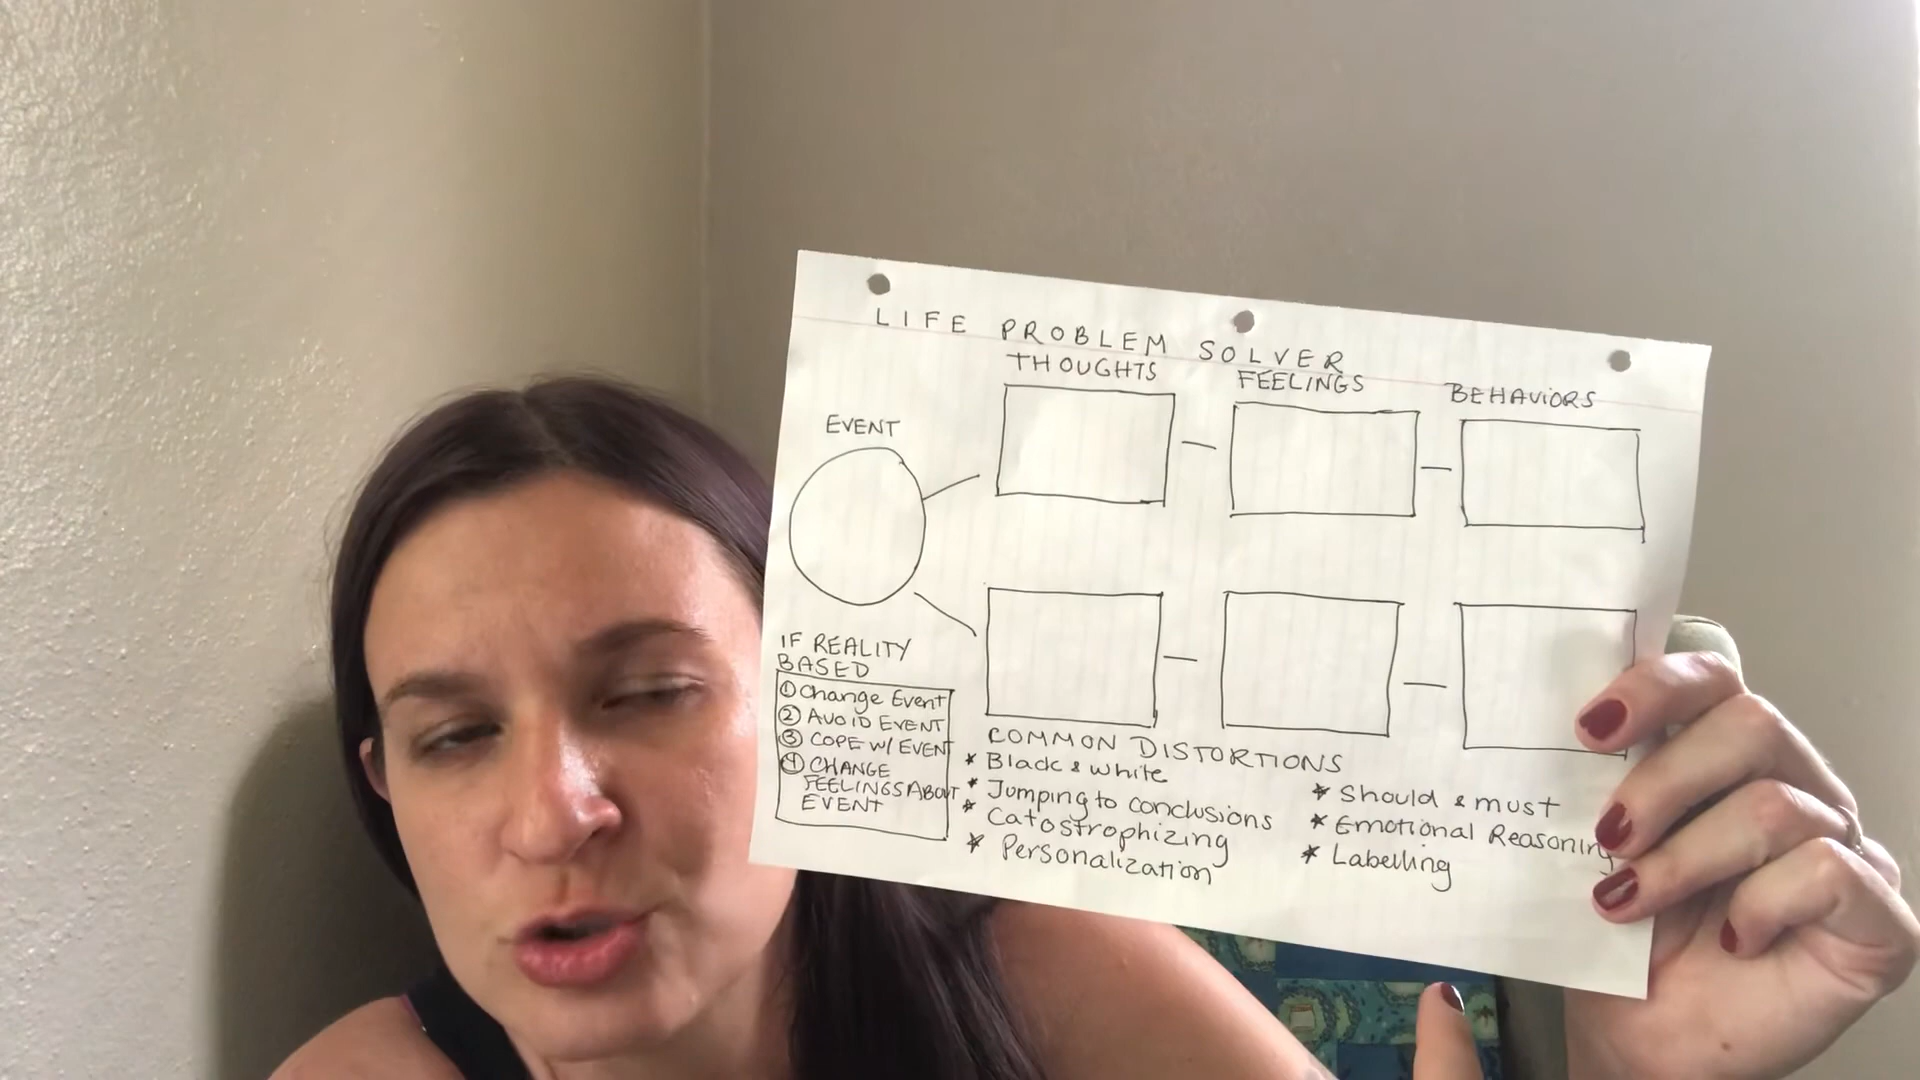 LIFE PROBLEM SOLVER
THOUGHTS
FEELINGS
BEHAVIORS
EVENT
IF REALITY
BASED
① Change Event
② AVOID EVENT
③ COPE W/ EVENT
④ CHANGE
FEELINGS ABOUT
EVENT
COMMON DISTORTIONS
* Black & white
* Jumping to conclusions
* Catostrophizing
* Personalization
* Should & must
* Emotional Reasoning
* Labelling